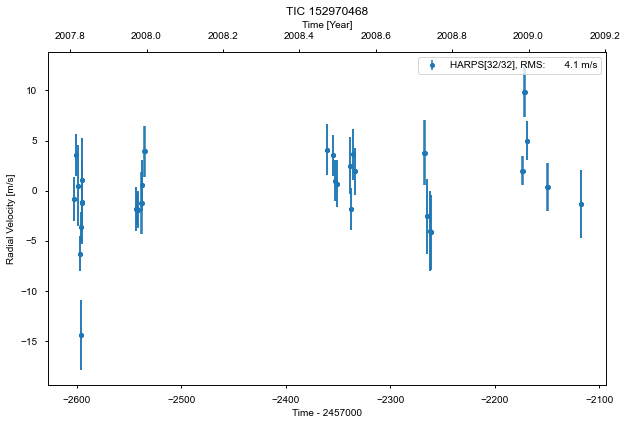 TIC 152970468
Time [Year]
2007.8 2008.0 2008.2 2008.4 2008.6 2008.8 2009.0 2009.2
HARPS[32/32], RMS: 4.1 m/s
10
5
0
−5
−10
−15
Radial Velocity [m/s]
−2600 −2500 −2400 −2300 −2200 −2100
Time - 2457000